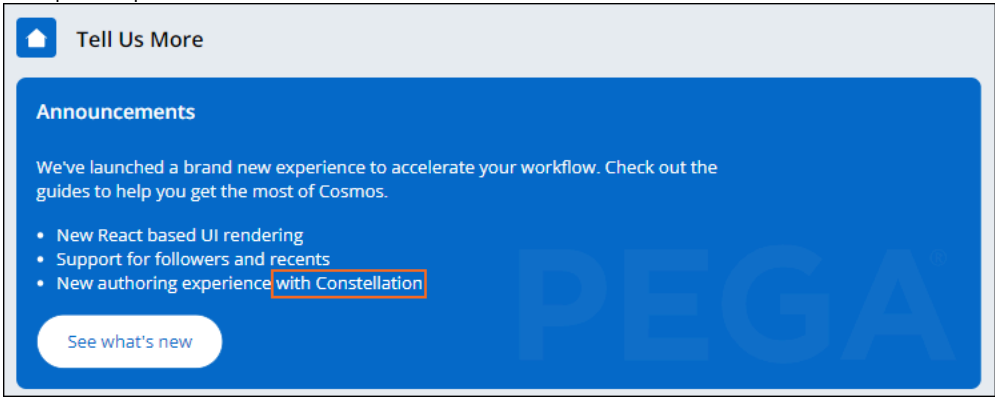 Tell Us More
Announcements
We've launched a brand new experience to accelerate your workflow. Check out the
guides to help you get the most of Cosmos.
• New React based UI rendering
• Support for followers and recents
• New authoring experience with Constellation
See what's new
PEGA®